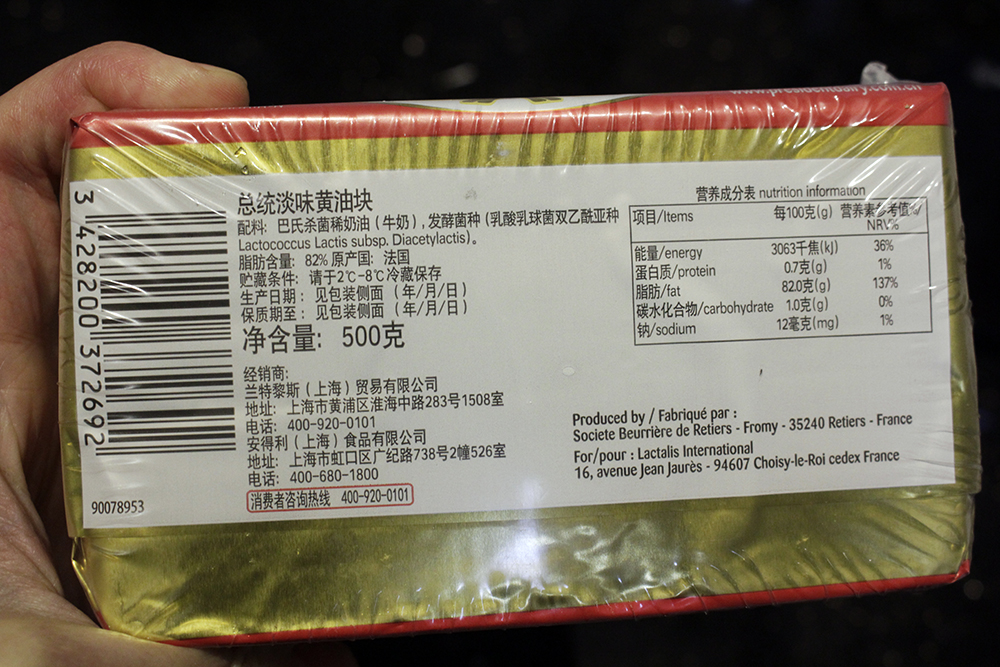 www.presidentdairy.com.cn
3 428200 372692
90078953
总统淡味黄油块
配料: 巴氏杀菌稀奶油（牛奶）, 发酵菌种（乳酸乳球菌双乙酰亚种
Lactococcus Lactis subsp. Diacetylactis)。
脂肪含量: 82% 原产国: 法国
贮藏条件: 请于2℃-8℃冷藏保存
生产日期: 见包装侧面（年/月/日）
保质期至: 见包装侧面（年/月/日）
净含量: 500克
经销商:
兰特黎斯（上海）贸易有限公司
地址: 上海市黄浦区淮海中路283号1508室
电话: 400-920-0101
安得利（上海）食品有限公司
地址: 上海市虹口区广纪路738号2幢526室
电话: 400-680-1800
消费者咨询热线 400-920-0101
营养成分表 nutrition information
项目/Items 每100克(g) 营养素参考值%/
NRV%
能量/energy 3063千焦(kJ) 36%
蛋白质/protein 0.7克(g) 1%
脂肪/fat 82.0克(g) 137%
碳水化合物/carbohydrate 1.0克(g) 0%
钠/sodium 12毫克(mg) 1%
Produced by / Fabriqué par :
Societe Beurrière de Retiers - Fromy - 35240 Retiers - France
For/pour : Lactalis International
16, avenue Jean Jaurès - 94607 Choisy-le-Roi cedex France